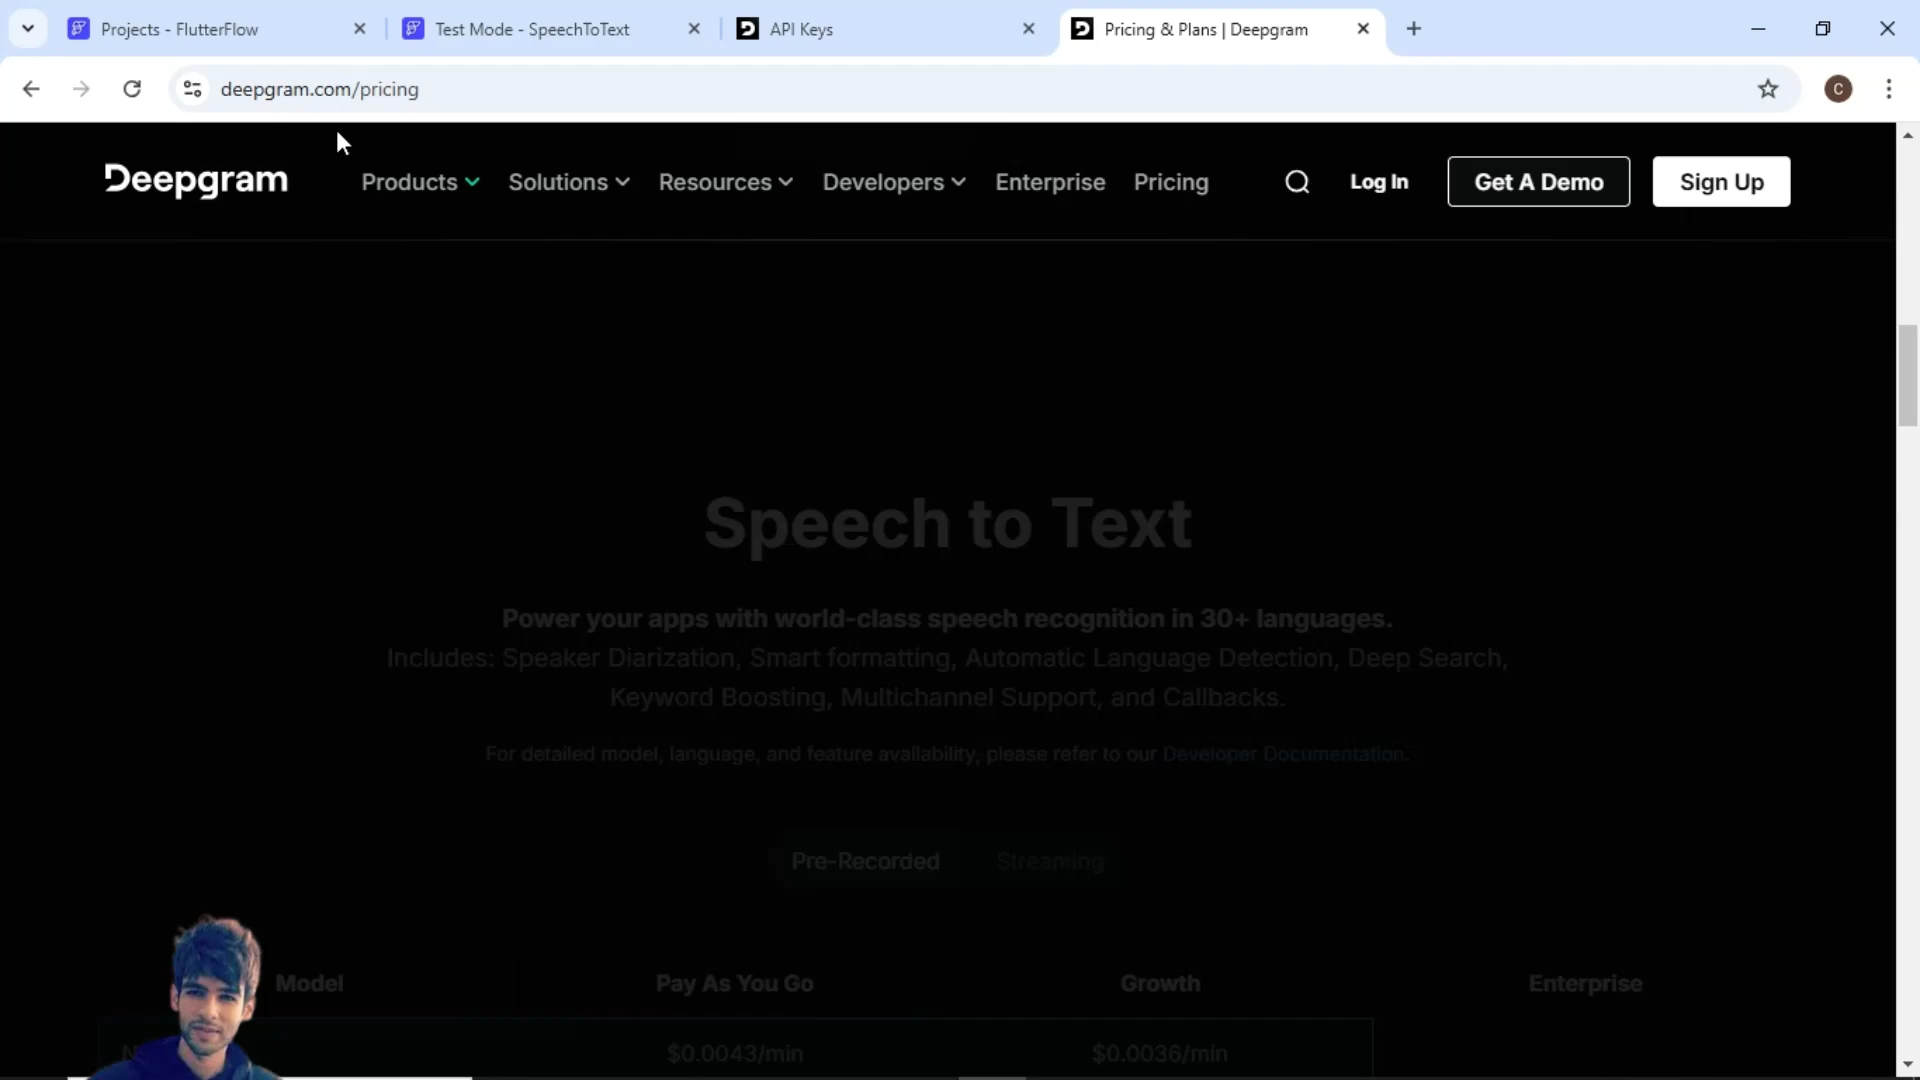 Projects - FlutterFlow
Test Mode - SpeechToText
API Keys
Pricing & Plans | Deepgram
deepgram.com/pricing
C
Deepgram
Products
Solutions
Resources
Developers
Enterprise
Pricing
Log In
Get A Demo
Sign Up
Speech to Text
Power your apps with world-class speech recognition in 30+ languages.
Includes: Speaker Diarization, Smart formatting, Automatic Language Detection, Deep Search,
Keyword Boosting, Multichannel Support, and Callbacks.
For detailed model, language, and feature availability, please refer to our Developer Documentation.
Pre-Recorded
Streaming
Model
Pay As You Go
Growth
Enterprise
$0.0043/min
$0.0036/min